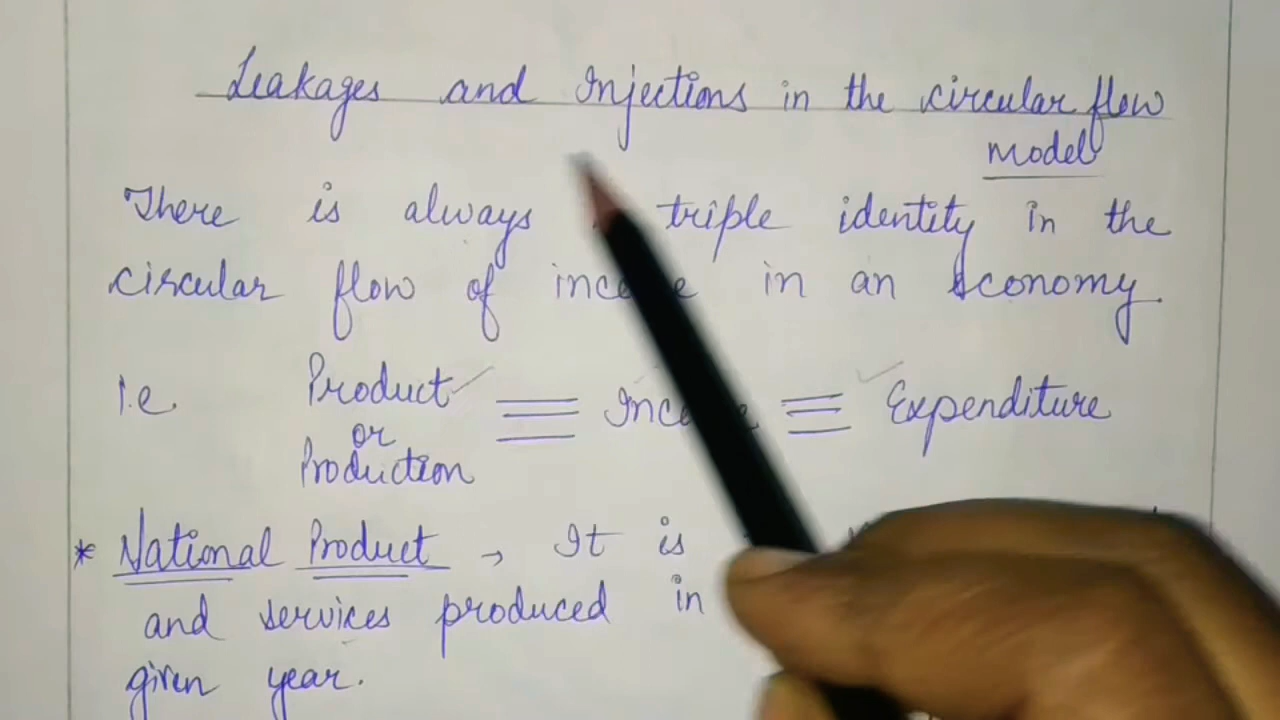 Leakages and Injections in the circular flow
Model
There is always triple identity in the
circular flow of in an Economy.
i.e. Product ≡ ≡ Expenditure
or
Production
* National Product → It is
and services produced in
given year.